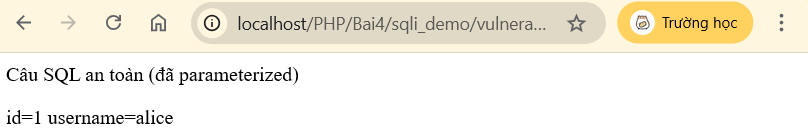 localhost/PHP/Bai4/sqli_demo/vulnera...
Trường học
Câu SQL an toàn (đã parameterized)
id=1 username=alice